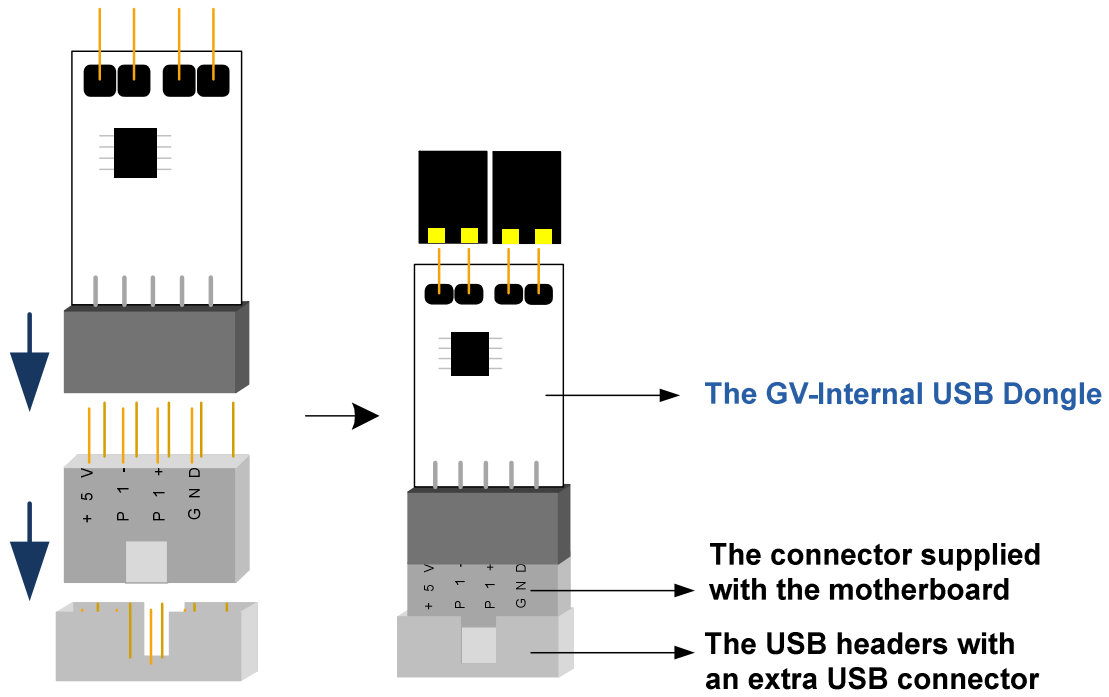 +5V
P1-
P1+
GND
The GV-Internal USB Dongle
The connector supplied
with the motherboard
+5V
P1-
P1+
GND
The USB headers with
an extra USB connector